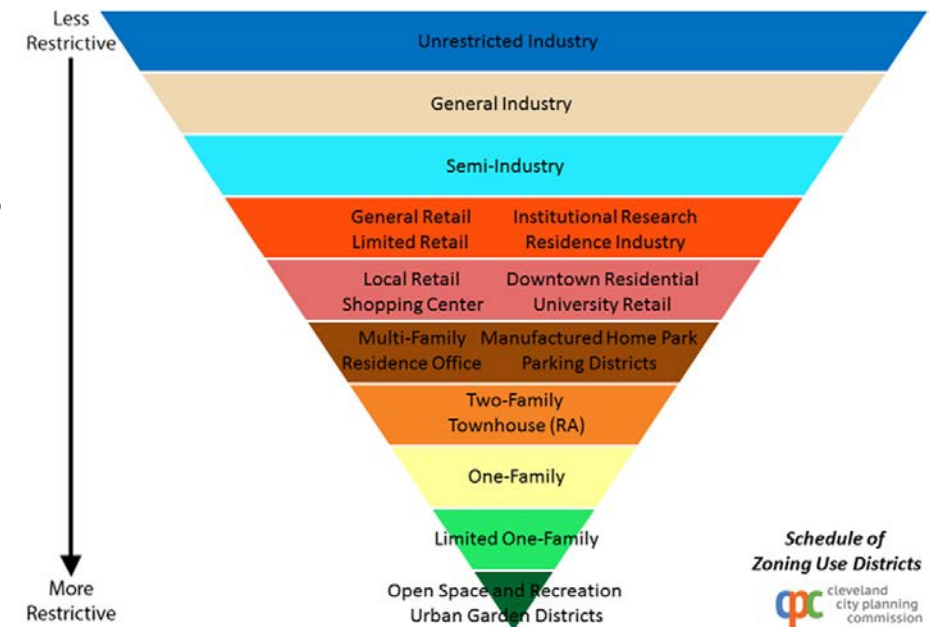 Less
Restrictive
Unrestricted Industry
General Industry
Semi-Industry
General Retail
Limited Retail
Institutional Research
Residence Industry
Local Retail
Shopping Center
Downtown Residential
University Retail
Multi-Family
Residence Office
Manufactured Home Park
Parking Districts
Two-Family
Townhouse (RA)
One-Family
Limited One-Family
Open Space and Recreation
Urban Garden Districts
More
Restrictive
Schedule of
Zoning Use Districts
cpc
cleveland
city planning
commission